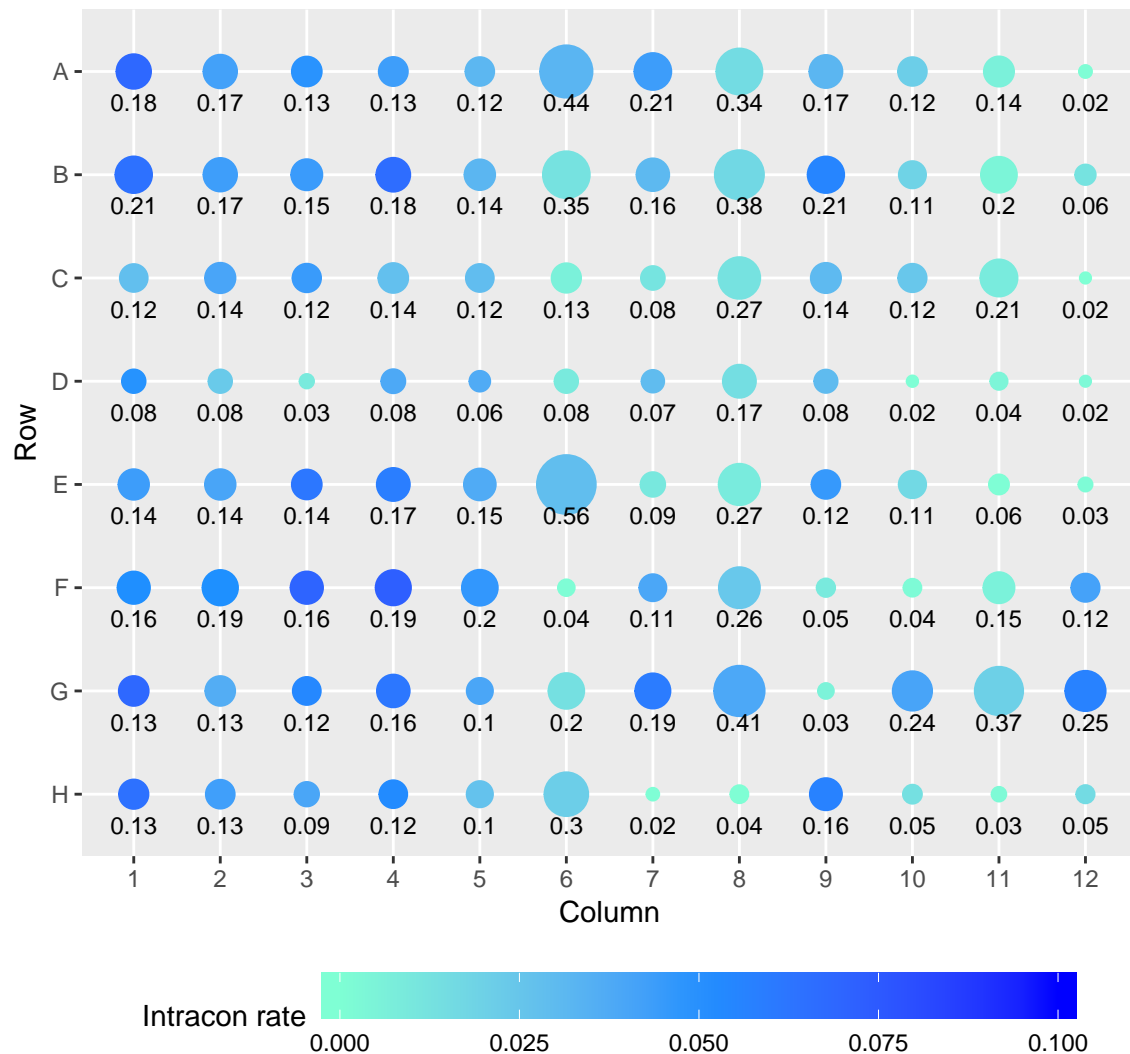 A
0.18 0.17 0.13 0.13 0.12 0.44 0.21 0.34 0.17 0.12 0.14 0.02
B
0.21 0.17 0.15 0.18 0.14 0.35 0.16 0.38 0.21 0.11 0.2 0.06
C
0.12 0.14 0.12 0.14 0.12 0.13 0.08 0.27 0.14 0.12 0.21 0.02
D
0.08 0.08 0.03 0.08 0.06 0.08 0.07 0.17 0.08 0.02 0.04 0.02
Row
E
0.14 0.14 0.14 0.17 0.15 0.56 0.09 0.27 0.12 0.11 0.06 0.03
F
0.16 0.19 0.16 0.19 0.2 0.04 0.11 0.26 0.05 0.04 0.15 0.12
G
0.13 0.13 0.12 0.16 0.1 0.2 0.19 0.41 0.03 0.24 0.37 0.25
H
0.13 0.13 0.09 0.12 0.1 0.3 0.02 0.04 0.16 0.05 0.03 0.05
1 2 3 4 5 6 7 8 9 10 11 12
Column
Intracon rate
0.000 0.025 0.050 0.075 0.100